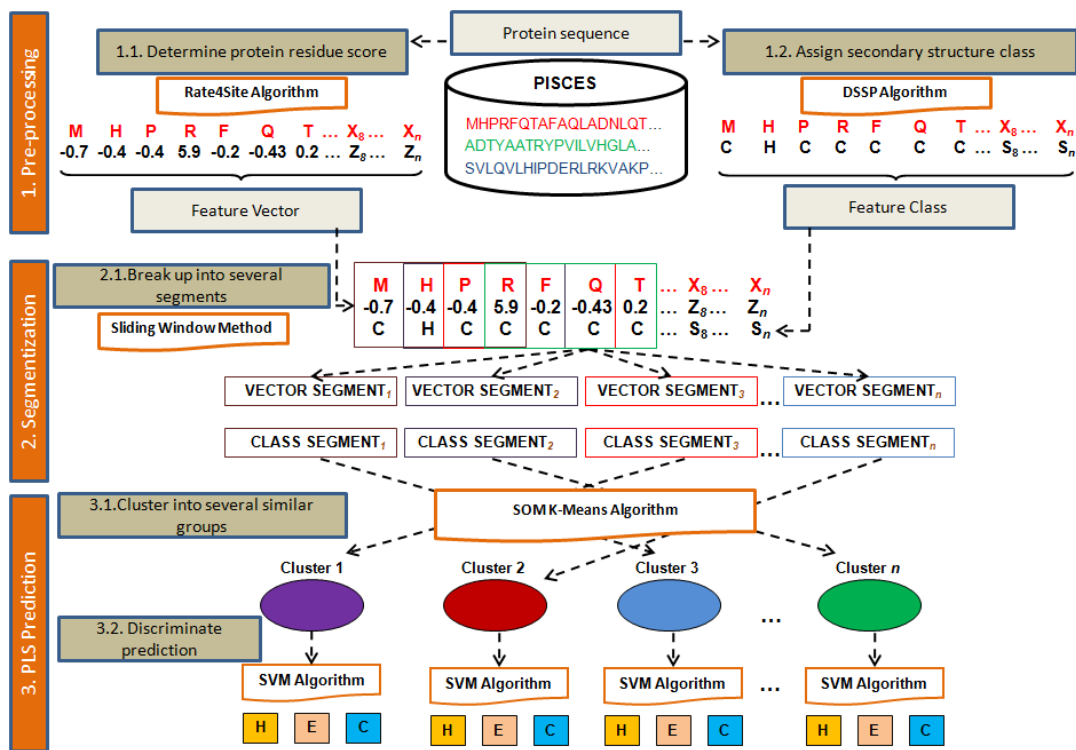 1. Pre-processing
Protein sequence
1.1. Determine protein residue score
1.2. Assign secondary structure class
Rate4Site Algorithm
PISCES
DSSP Algorithm
MHPRFQTAFAQLADNLQT...
ADTYAATRYPVILVHGLA...
SVLQVLHIPDERLRKVAKP...
M H P R F Q T ... X8 ... Xn
-0.7 -0.4 -0.4 5.9 -0.2 -0.43 0.2 ... Z8 ... Zn
M H P R F Q T ... X8 ... Xn
C H C C C C C ... S8 ... Sn
Feature Vector
Feature Class
2. Segmentization
2.1.Break up into several
segments
Sliding Window Method
M H P R F Q T ... X8 ... Xn
-0.7 -0.4 -0.4 5.9 -0.2 -0.43 0.2 ... Z8... Zn
C H C C C C C ... S8 ... Sn
VECTOR SEGMENT1 VECTOR SEGMENT2 VECTOR SEGMENT3 ... VECTOR SEGMENTn
CLASS SEGMENT1 CLASS SEGMENT2 CLASS SEGMENT3 ... CLASS SEGMENTn
3. PLS Prediction
3.1.Cluster into several similar
groups
SOM K-Means Algorithm
Cluster 1 Cluster 2 Cluster 3 Cluster n
...
3.2. Discriminate
prediction
SVM Algorithm SVM Algorithm SVM Algorithm ... SVM Algorithm
H E C H E C H E C H E C